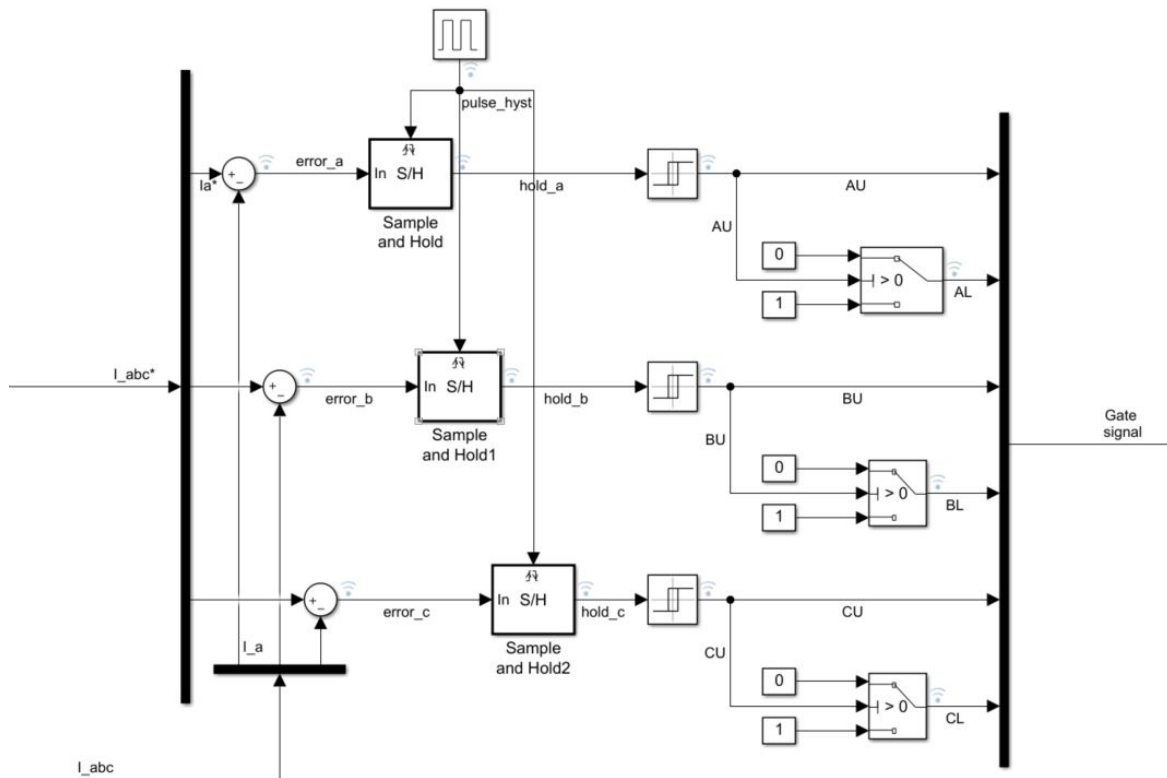 pulse_hyst
Ia*
+
-
error_a
In
S/H
Sample
and Hold
hold_a
AU
AU
0
> 0
1
AL
I_abc*
+
-
error_b
In
S/H
Sample
and Hold1
hold_b
BU
BU
0
> 0
1
BL
Gate
signal
+
-
error_c
In
S/H
Sample
and Hold2
hold_c
CU
CU
0
> 0
1
CL
I_a
I_abc